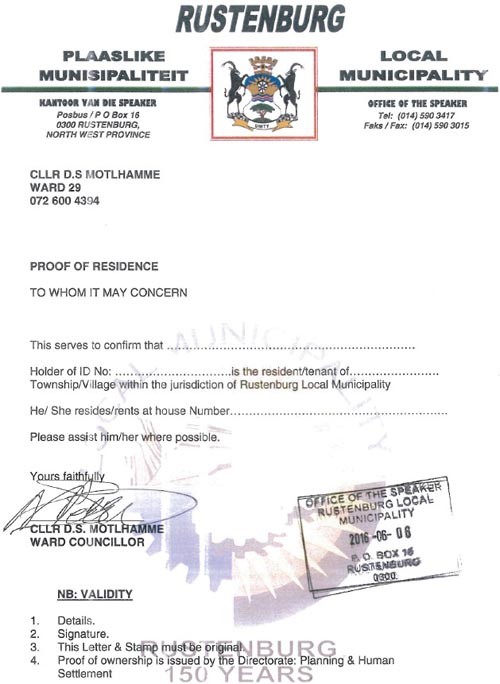 RUSTENBURG
PLAASLIKE
MUNISIPALITEIT
LOCAL
MUNICIPALITY
KANTOOR VAN DIE SPEAKER
Posbus / P O Box 16
0300 RUSTENBURG,
NORTH WEST PROVINCE
UNITY
OFFICE OF THE SPEAKER
Tel: (014) 590 3417
Faks / Fax: (014) 590 3015
CLLR D.S MOTLHAMME
WARD 29
072 600 4394
PROOF OF RESIDENCE
TO WHOM IT MAY CONCERN
This serves to confirm that ......................................................
Holder of ID No: ..........................is the resident/tenant of....................
Township/Village within the jurisdiction of Rustenburg Local Municipality
He/ She resides/rents at house Number................................................
Please assist him/her where possible.
Yours faithfully
CLLR D.S. MOTLHAMME
WARD COUNCILLOR
OFFICE OF THE SPEAKER
RUSTENBURG LOCAL
MUNICIPALITY
2016 -06- 06
P. O. BOX 16
RUSTENBURG
0300.
NB: VALIDITY
1. Details.
2. Signature.
3. This Letter & Stamp must be original.
4. Proof of ownership is issued by the Directorate: Planning & Human
Settlement
LOCAL MUNICIPALITY
RUSTENBURG
150 YEARS